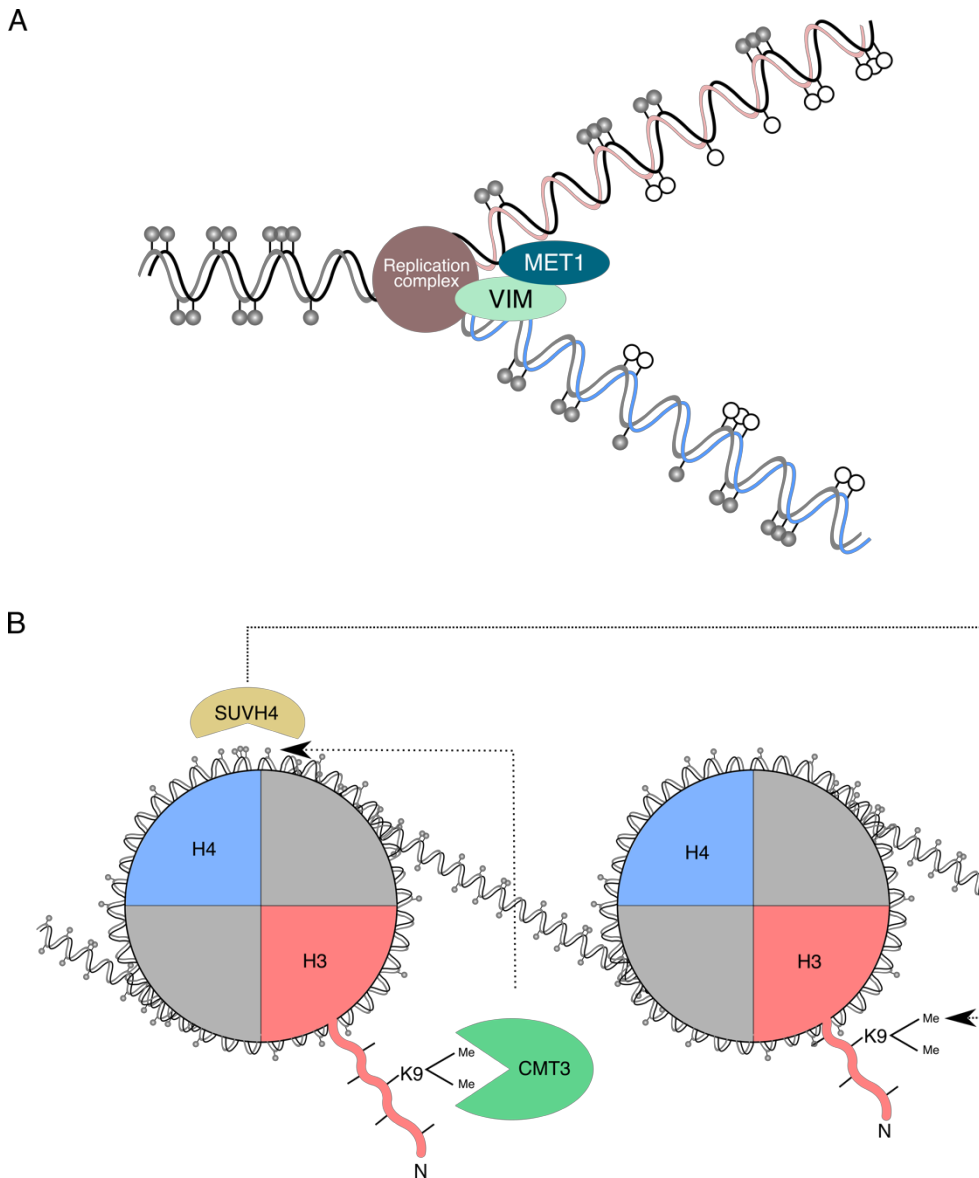 A
Replication
complex
MET1
VIM
B
SUVH4
H4
H3
K9
Me
Me
CMT3
N
H4
H3
K9
Me
Me
N